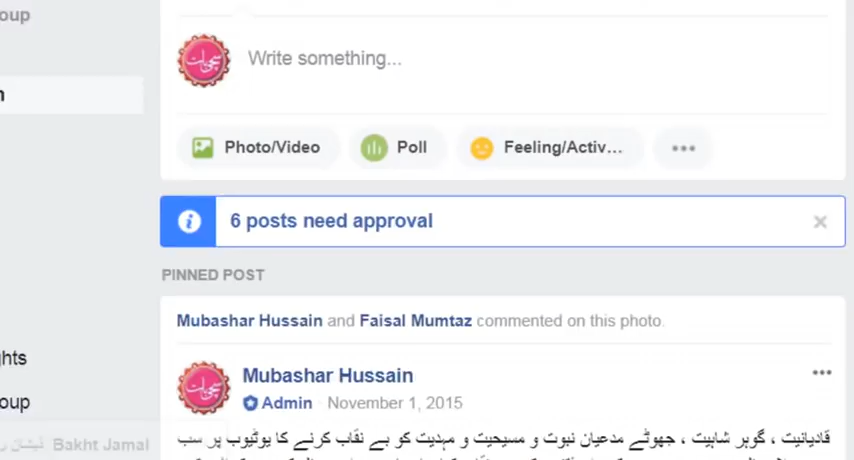 oup
Write something...
Photo/Video
Poll
Feeling/Activ...
6 posts need approval
PINNED POST
Mubashar Hussain and Faisal Mumtaz commented on this photo.
Mubashar Hussain
Admin · November 1, 2015
ghts
oup
Bakht Jamal
قادیانیت ، گوہر شاہیت ، جھوٹے مدعیان نبوت و مسیحیت و مہدیت کو بے نقاب کرنے کا یوٹیوب پر سب